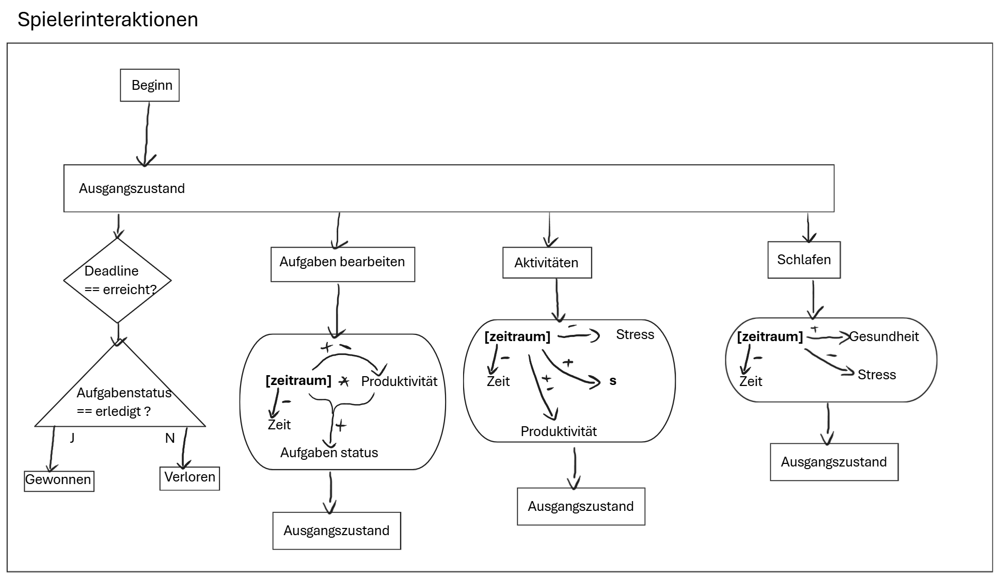 Spielerinteraktionen
Beginn
Ausgangszustand
Deadline
== erreicht?
Aufgabenstatus
== erledigt ?
J
N
Gewonnen
Verloren
Aufgaben bearbeiten
+ -
[zeitraum] * Produktivität
-
Zeit
+
Aufgaben status
Ausgangszustand
Aktivitäten
-
[zeitraum] Stress
-
+
Zeit
+
-
s
Produktivität
Ausgangszustand
Schlafen
+
[zeitraum] Gesundheit
-
-
Stress
Zeit
Ausgangszustand